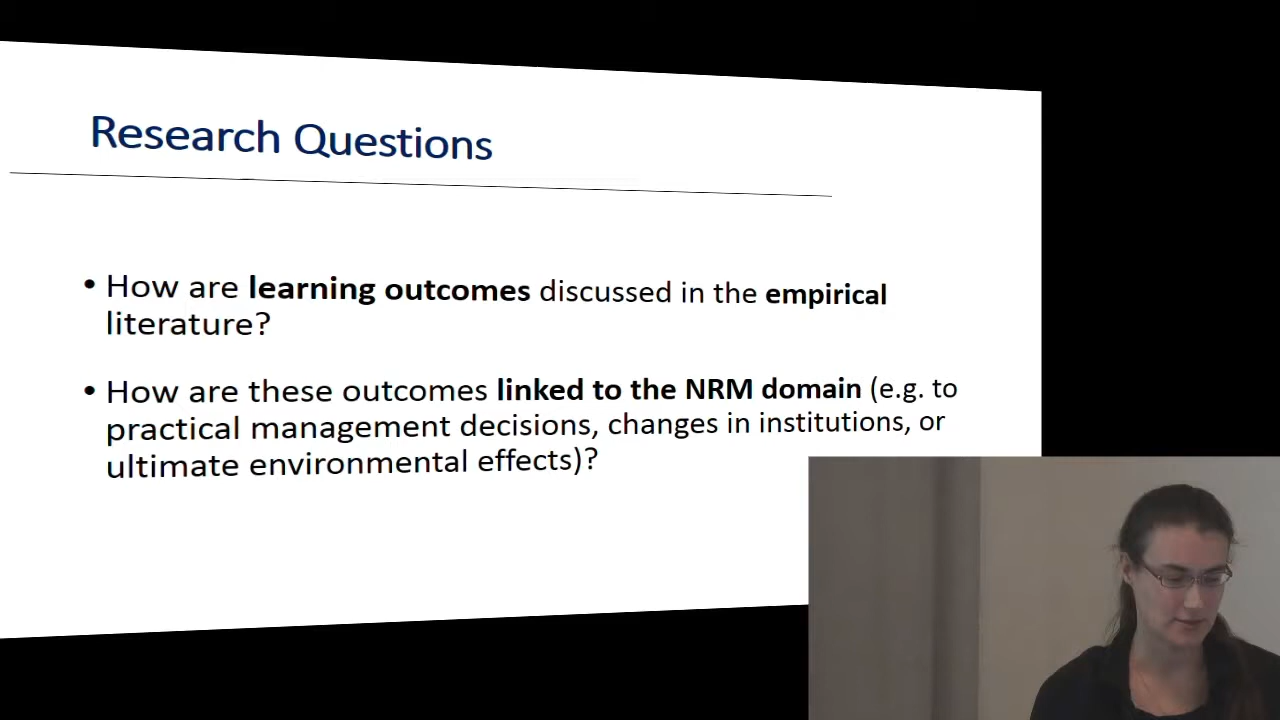 Research Questions
• How are learning outcomes discussed in the empirical
literature?
• How are these outcomes linked to the NRM domain (e.g. to
practical management decisions, changes in institutions, or
ultimate environmental effects)?